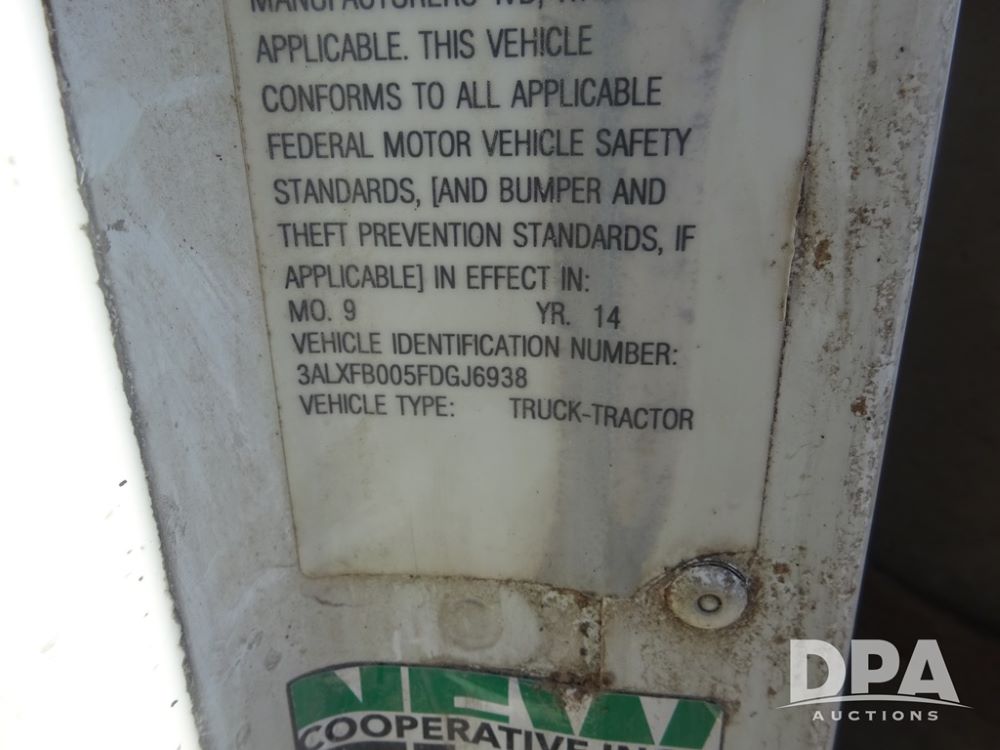 MANUFACTURERS'
APPLICABLE. THIS VEHICLE
CONFORMS TO ALL APPLICABLE
FEDERAL MOTOR VEHICLE SAFETY
STANDARDS, [AND BUMPER AND
THEFT PREVENTION STANDARDS, IF
APPLICABLE] IN EFFECT IN:
MO. 9 YR. 14
VEHICLE IDENTIFICATION NUMBER:
3ALXFB005FDGJ6938
VEHICLE TYPE: TRUCK-TRACTOR
NEW
COOPERATIVE
DPA
AUCTIONS